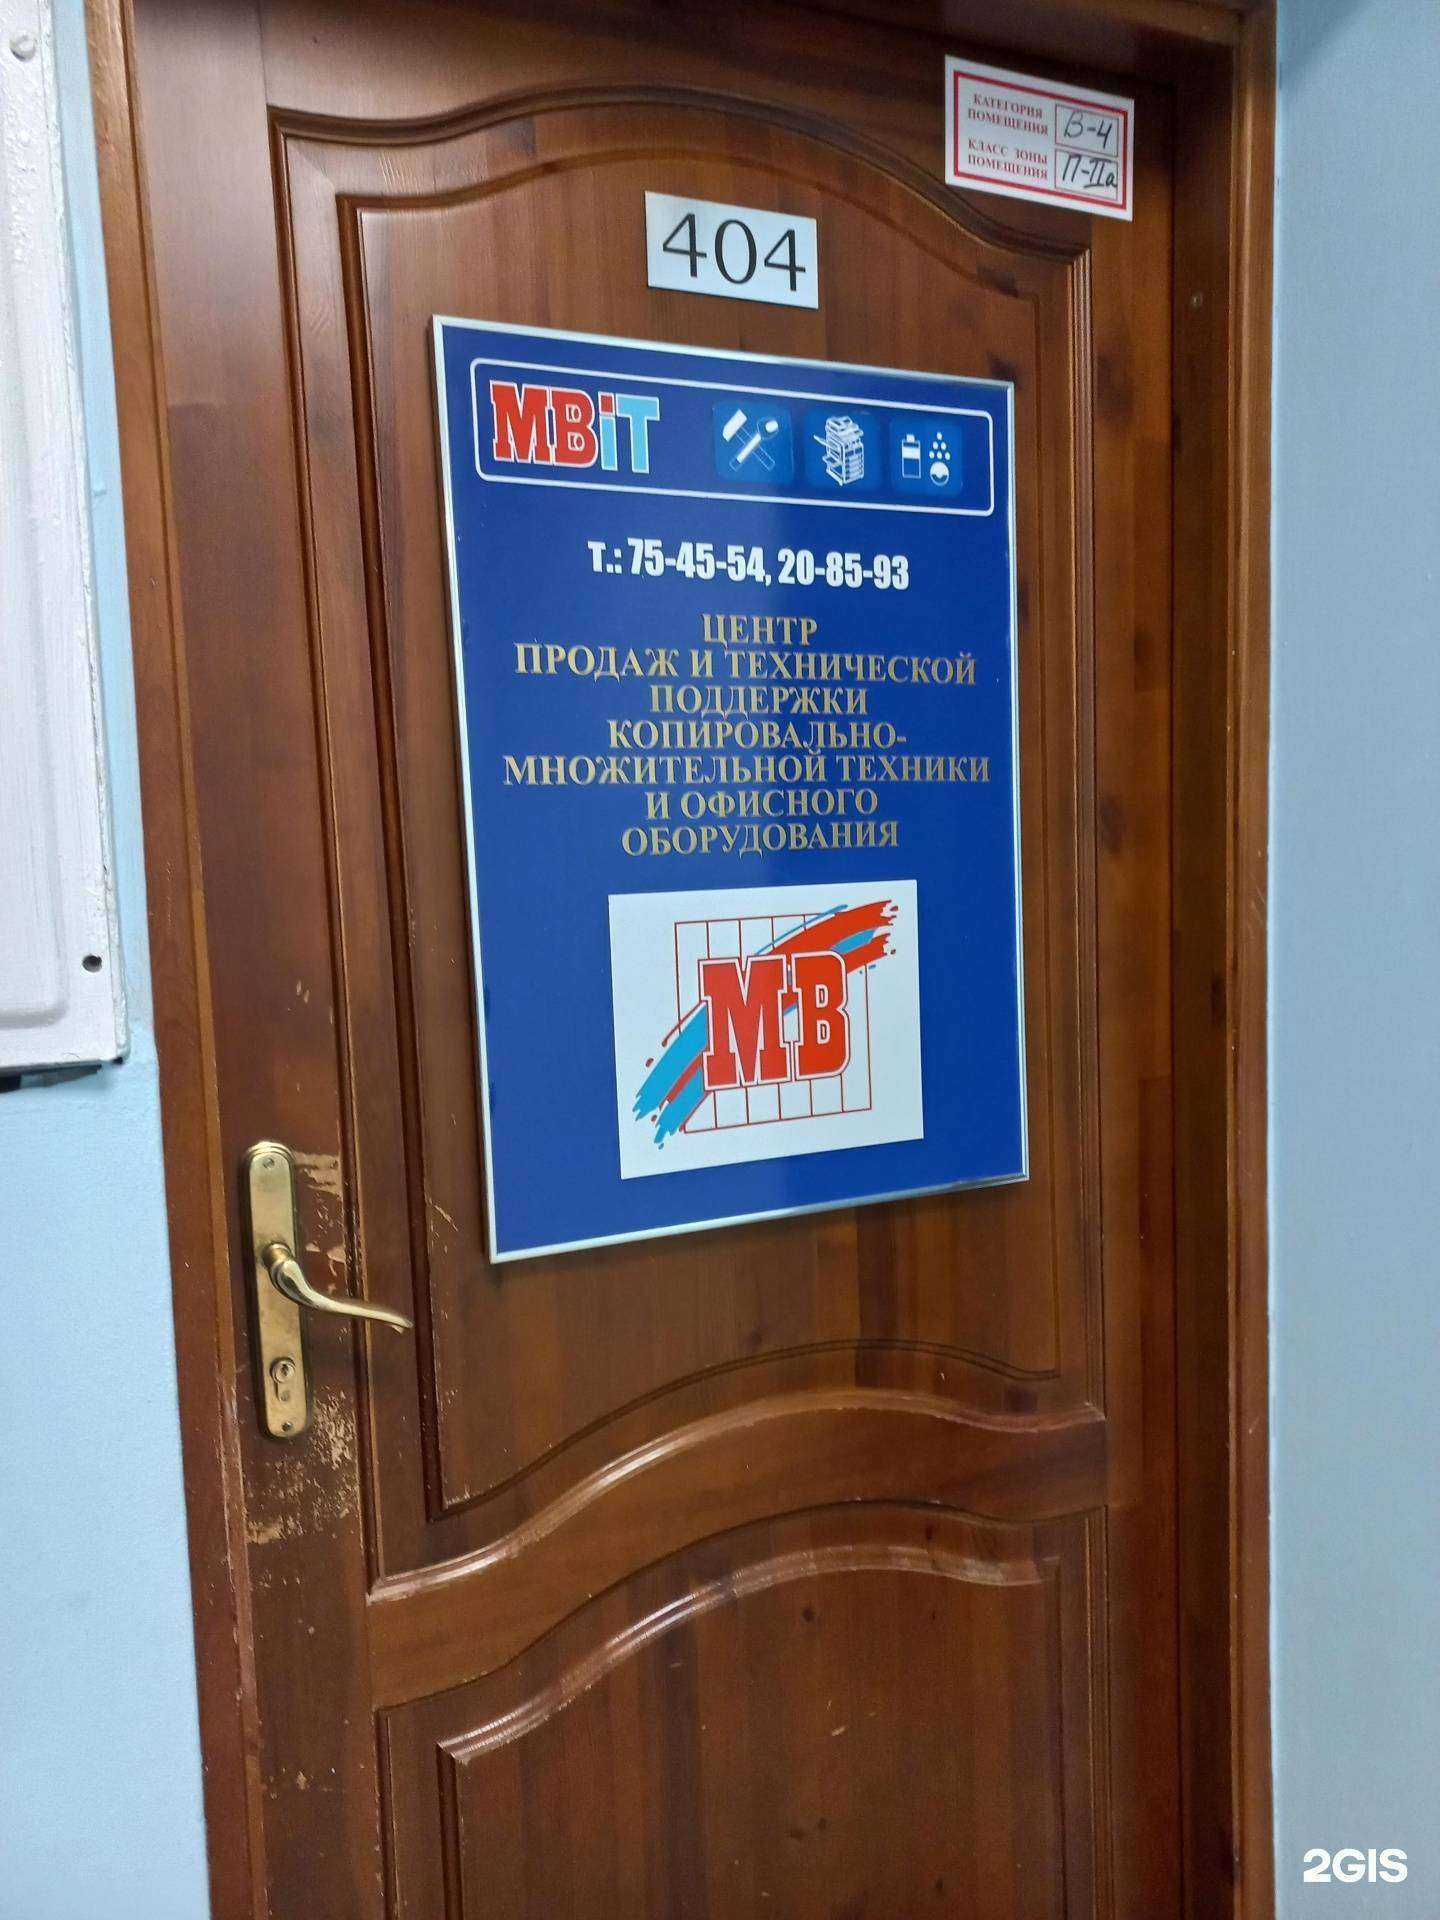 КАТЕГОРИЯ
ПОМЕЩЕНИЯ В-4
КЛАСС ЗОНЫ
ПОМЕЩЕНИЯ П-IIа
404
MBiT
т.: 75-45-54, 20-85-93
ЦЕНТР
ПРОДАЖ И ТЕХНИЧЕСКОЙ
ПОДДЕРЖКИ
КОПИРОВАЛЬНО-
МНОЖИТЕЛЬНОЙ ТЕХНИКИ
И ОФИСНОГО
ОБОРУДОВАНИЯ
МВ
2GIS